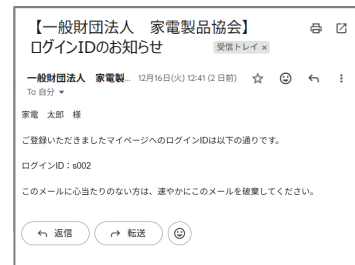 【一般財団法人　家電製品協会】
ログインIDのお知らせ
受信トレイ ×
一般財団法人　家電製… 12月16日(火) 12:41 (2 日前)
To 自分
家電　太郎　様
ご登録いただきましたマイページへのログインIDは以下の通りです。
ログインID：s002
このメールに心当たりのない方は、速やかにこのメールを破棄してください。
返信
転送